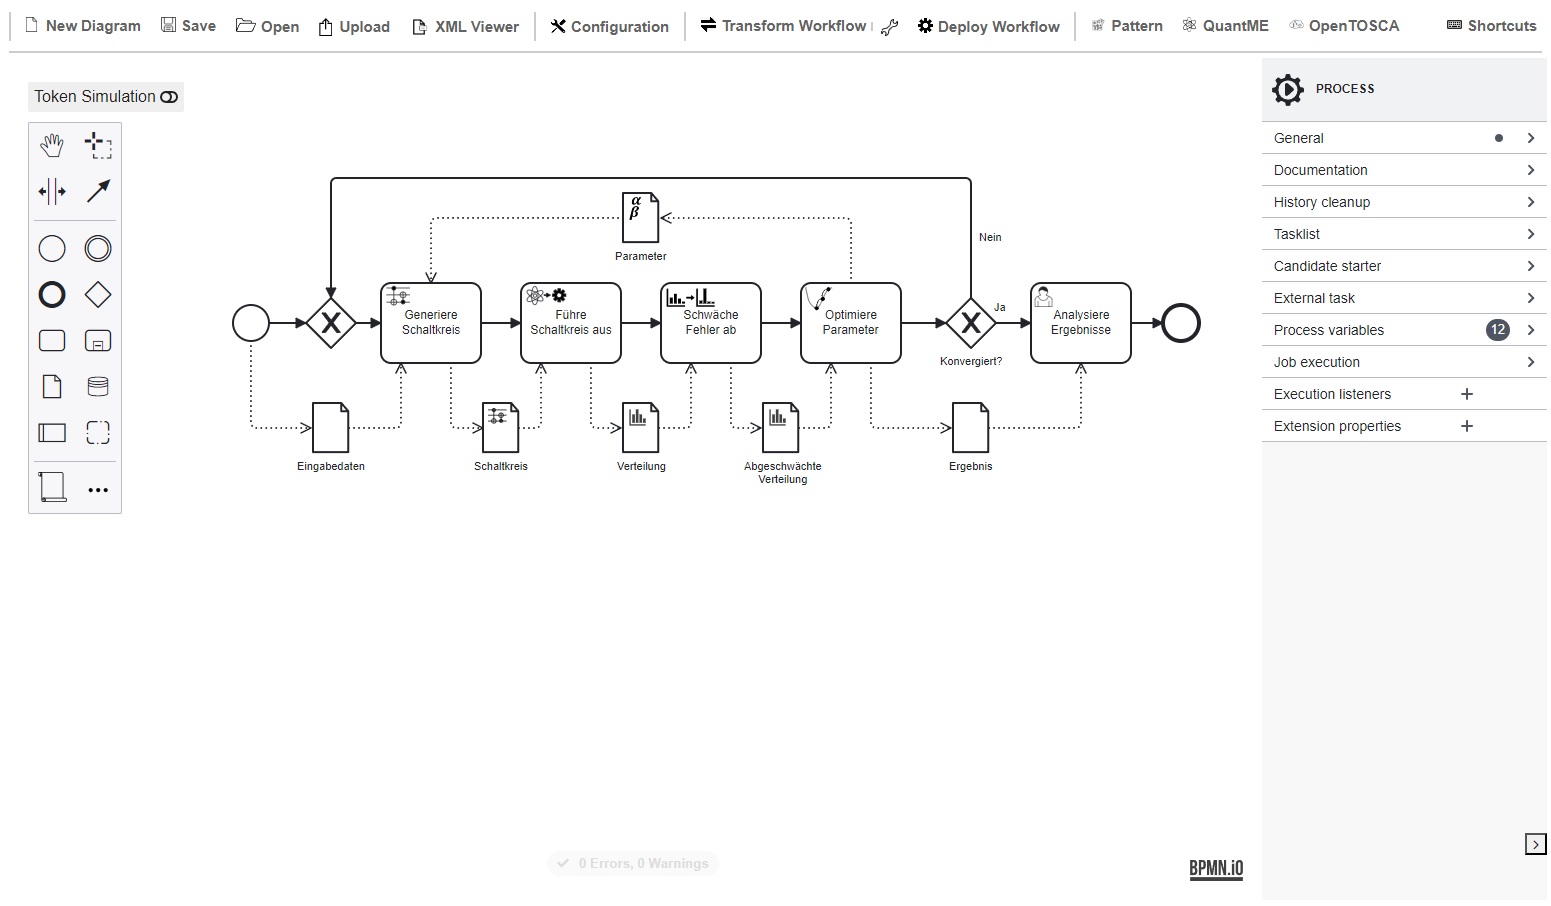 New Diagram
Save
Open
Upload
XML Viewer
Configuration
Transform Workflow
Deploy Workflow
Pattern
QuantME
OpenTOSCA
Shortcuts
Token Simulation
α
β
Parameter
Nein
Generiere
Schaltkreis
Führe
Schaltkreis aus
Schwäche
Fehler ab
Optimiere
Parameter
Ja
Konvergiert?
Analysiere
Ergebnisse
Eingabedaten
Schaltkreis
Verteilung
Abgeschwächte
Verteilung
Ergebnis
0 Errors, 0 Warnings
BPMN.iO
PROCESS
General
Documentation
History cleanup
Tasklist
Candidate starter
External task
Process variables 12
Job execution
Execution listeners
Extension properties